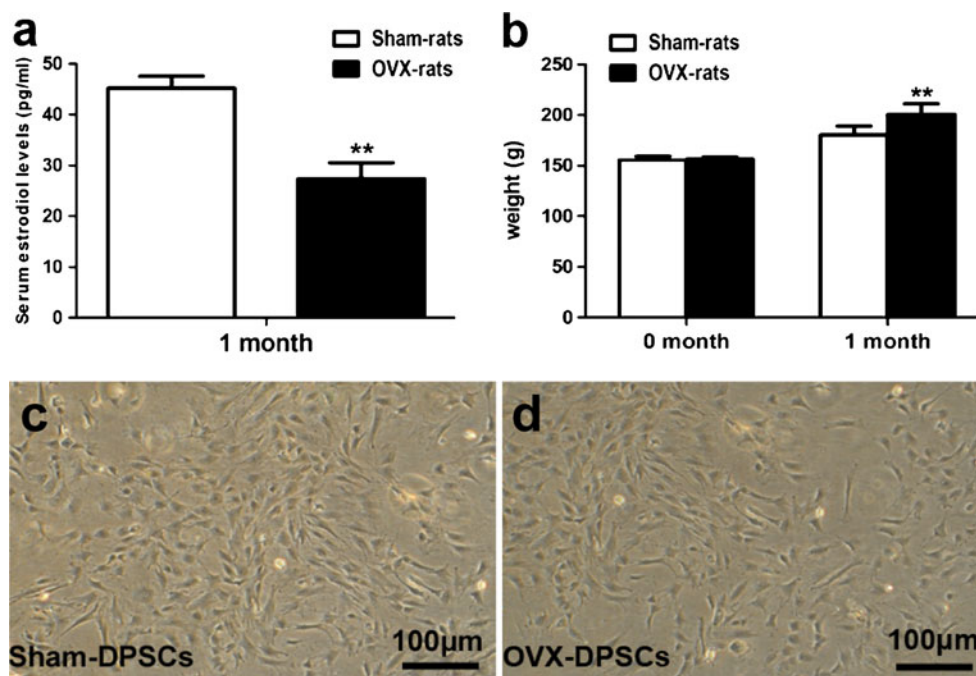 a
Sham-rats
OVX-rats
Serum estrodiol levels (pg/ml)
50
40
30
20
10
0
**
1 month
b
Sham-rats
OVX-rats
weight (g)
250
200
150
100
50
0
**
0 month
1 month
c
Sham-DPSCs
100μm
d
OVX-DPSCs
100μm